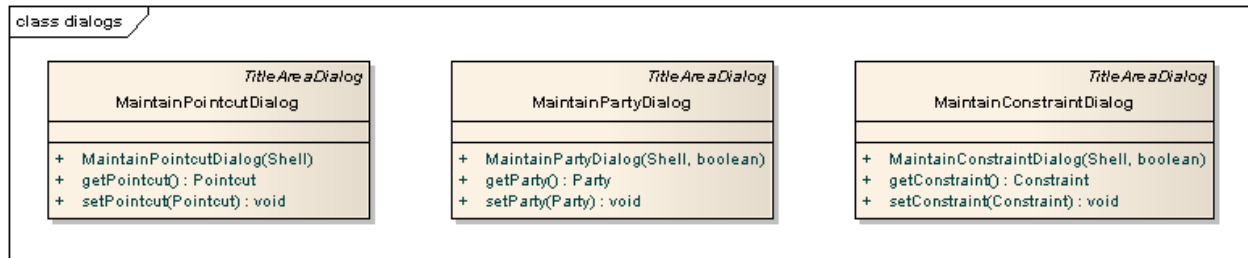 class dialogs
TitleAreaDialog
MaintainPointcutDialog
+ MaintainPointcutDialog(Shell)
+ getPointcut() : Pointcut
+ setPointcut(Pointcut) : void
TitleAreaDialog
MaintainPartyDialog
+ MaintainPartyDialog(Shell, boolean)
+ getParty() : Party
+ setParty(Party) : void
TitleAreaDialog
MaintainConstraintDialog
+ MaintainConstraintDialog(Shell, boolean)
+ getConstraint() : Constraint
+ setConstraint(Constraint) : void